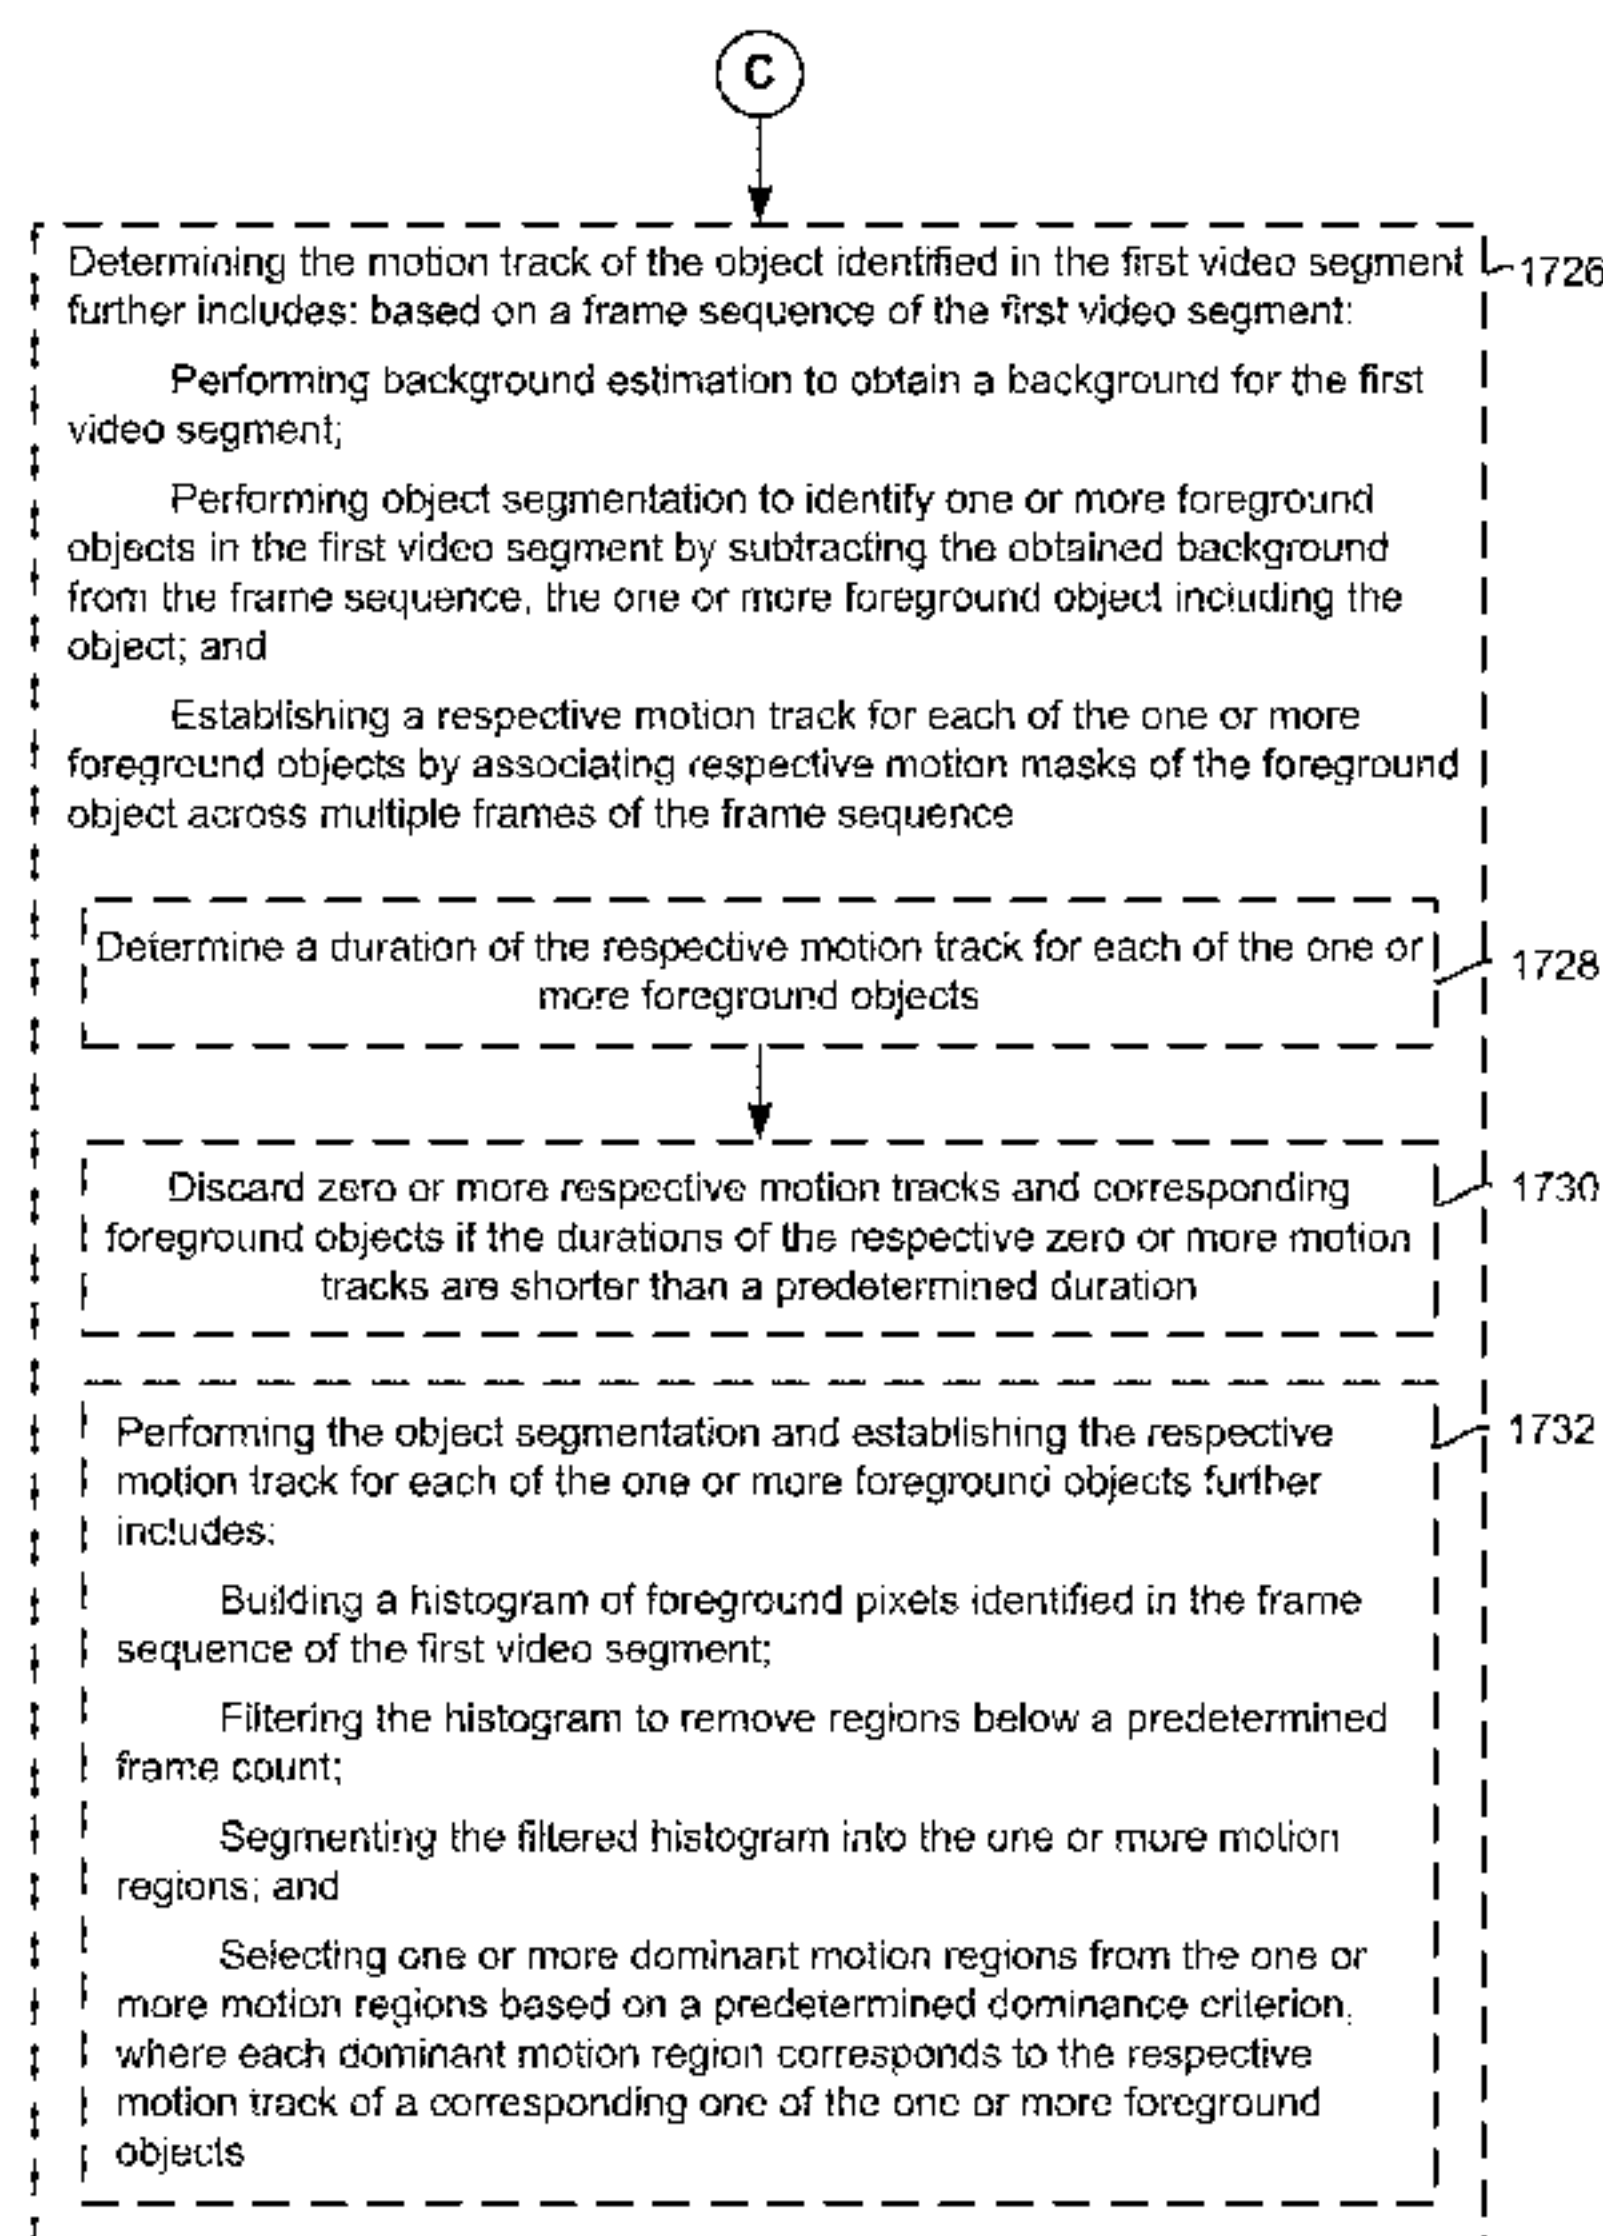 C
Determining the motion track of the object identified in the first video segment
1726
further includes: based on a frame sequence of the first video segment:
Performing background estimation to obtain a background for the first
video segment;
Performing object segmentation to identify one or more foreground
objects in the first video segment by subtracting the obtained background
from the frame sequence, the one or more foreground object including the
object; and
Establishing a respective motion track for each of the one or more
foreground objects by associating respective motion masks of the foreground
object across multiple frames of the frame sequence
Determine a duration of the respective motion track for each of the one or
more foreground objects
1728
Discard zero or more respective motion tracks and corresponding
foreground objects if the durations of the respective zero or more motion
tracks are shorter than a predetermined duration
1730
Performing the object segmentation and establishing the respective
1732
motion track for each of the one or more foreground objects further
includes:
Building a histogram of foreground pixels identified in the frame
sequence of the first video segment;
Filtering the histogram to remove regions below a predetermined
frame count;
Segmenting the filtered histogram into the one or more motion
regions; and
Selecting one or more dominant motion regions from the one or
more motion regions based on a predetermined dominance criterion,
where each dominant motion region corresponds to the respective
motion track of a corresponding one of the one or more foreground
objects